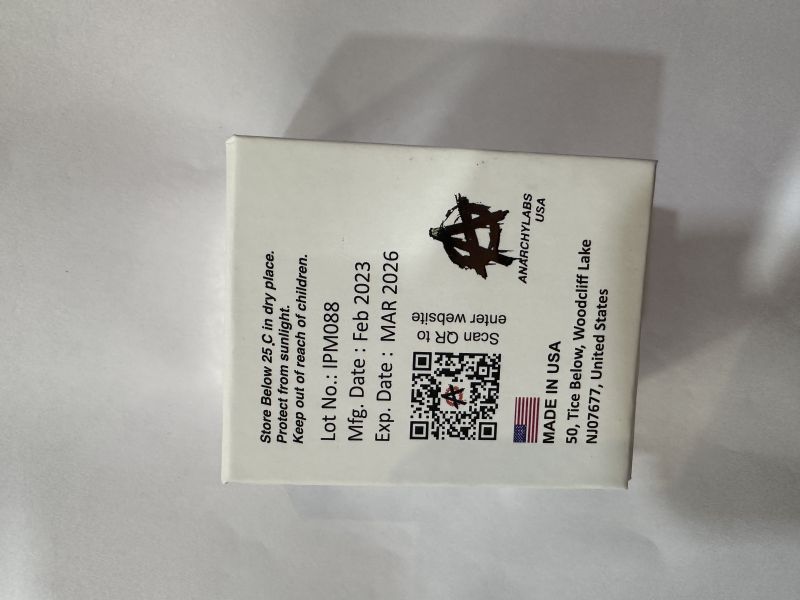 Store Below 25°C in dry place.
Protect from sunlight.
Keep out of reach of children.
Lot No.: IPM088
Mfg. Date : Feb 2023
Exp. Date : MAR 2026
Scan QR to
enter website
ANARCHYLABS
USA
MADE IN USA
50, Tice Below, Woodcliff Lake
NJ07677, United States